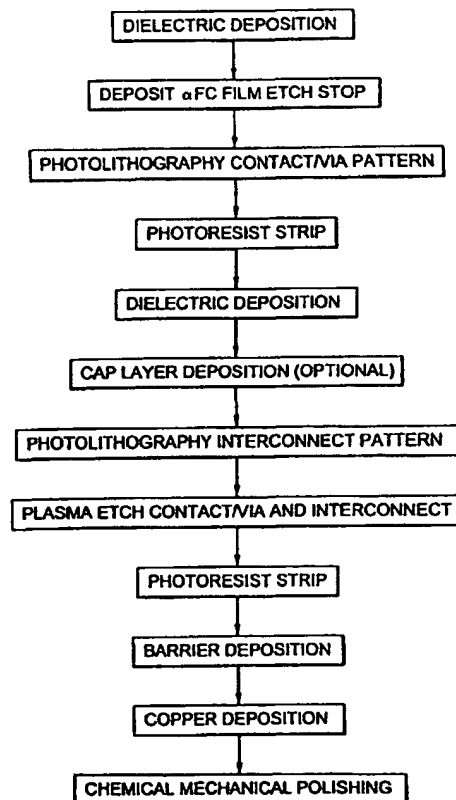 DIELECTRIC DEPOSITION
DEPOSIT αFC FILM ETCH STOP
PHOTOLITHOGRAPHY CONTACT/VIA PATTERN
PHOTORESIST STRIP
DIELECTRIC DEPOSITION
CAP LAYER DEPOSITION (OPTIONAL)
PHOTOLITHOGRAPHY INTERCONNECT PATTERN
PLASMA ETCH CONTACT/VIA AND INTERCONNECT
PHOTORESIST STRIP
BARRIER DEPOSITION
COPPER DEPOSITION
CHEMICAL MECHANICAL POLISHING